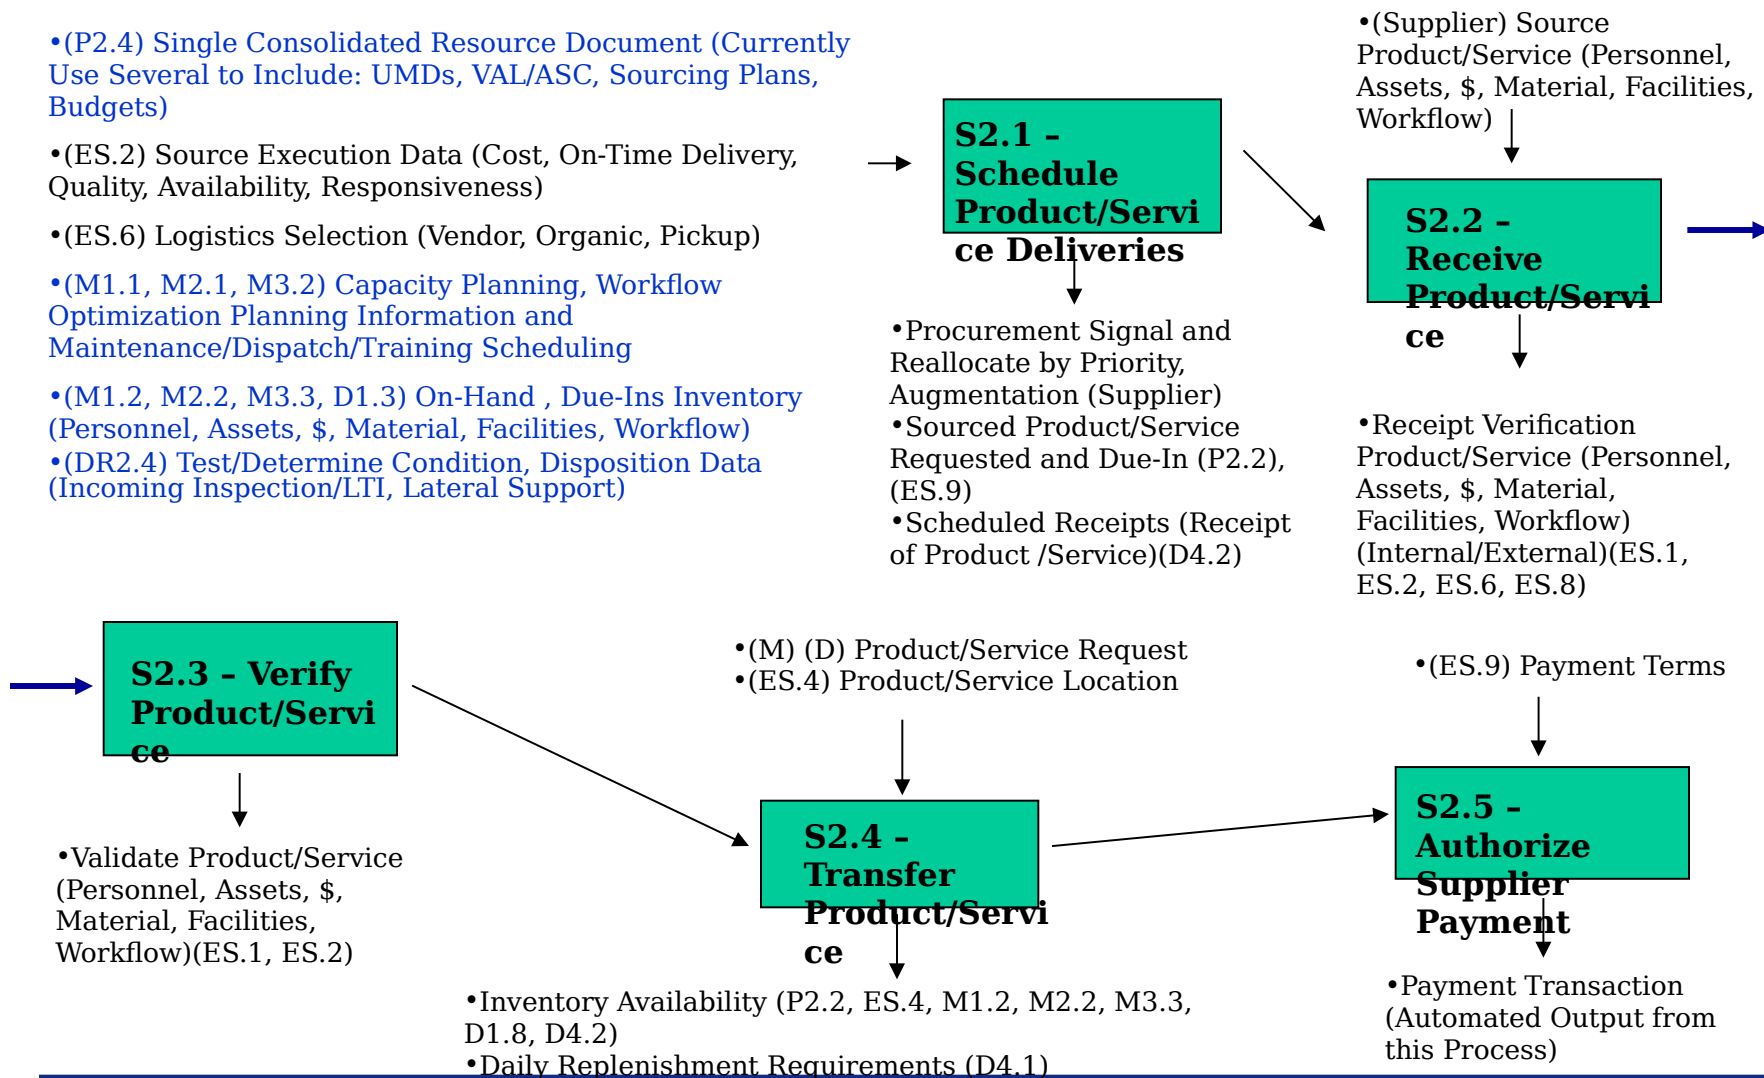 •(P2.4) Single Consolidated Resource Document (Currently
Use Several to Include: UMDs, VAL/ASC, Sourcing Plans,
Budgets)
•(ES.2) Source Execution Data (Cost, On-Time Delivery,
Quality, Availability, Responsiveness)
•(ES.6) Logistics Selection (Vendor, Organic, Pickup)
•(M1.1, M2.1, M3.2) Capacity Planning, Workflow
Optimization Planning Information and
Maintenance/Dispatch/Training Scheduling
•(M1.2, M2.2, M3.3, D1.3) On-Hand , Due-Ins Inventory
(Personnel, Assets, $, Material, Facilities, Workflow)
•(DR2.4) Test/Determine Condition, Disposition Data
(Incoming Inspection/LTI, Lateral Support)
S2.1 –
Schedule
Product/Servi
ce Deliveries
•Procurement Signal and
Reallocate by Priority,
Augmentation (Supplier)
•Sourced Product/Service
Requested and Due-In (P2.2),
(ES.9)
•Scheduled Receipts (Receipt
of Product /Service)(D4.2)
•(Supplier) Source
Product/Service (Personnel,
Assets, $, Material, Facilities,
Workflow)
S2.2 –
Receive
Product/Servi
ce
•Receipt Verification
Product/Service (Personnel,
Assets, $, Material,
Facilities, Workflow)
(Internal/External)(ES.1,
ES.2, ES.6, ES.8)
S2.3 – Verify
Product/Servi
ce
•Validate Product/Service
(Personnel, Assets, $,
Material, Facilities,
Workflow)(ES.1, ES.2)
•(M) (D) Product/Service Request
•(ES.4) Product/Service Location
S2.4 –
Transfer
Product/Servi
ce
•Inventory Availability (P2.2, ES.4, M1.2, M2.2, M3.3,
D1.8, D4.2)
•Daily Replenishment Requirements (D4.1)
•(ES.9) Payment Terms
S2.5 –
Authorize
Supplier
Payment
•Payment Transaction
(Automated Output from
this Process)